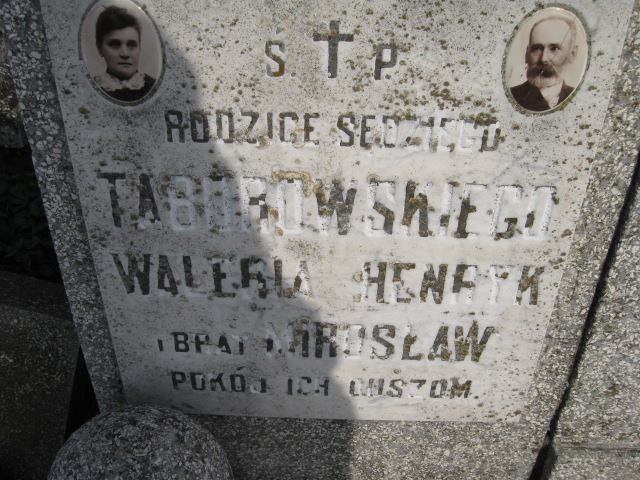 Ś. † P
RODZICE SĘDZIEGO
TABOROWSKIEGO
WALERIA HENRYK
I BRAT MIROSŁAW
POKÓJ ICH DUSZOM.